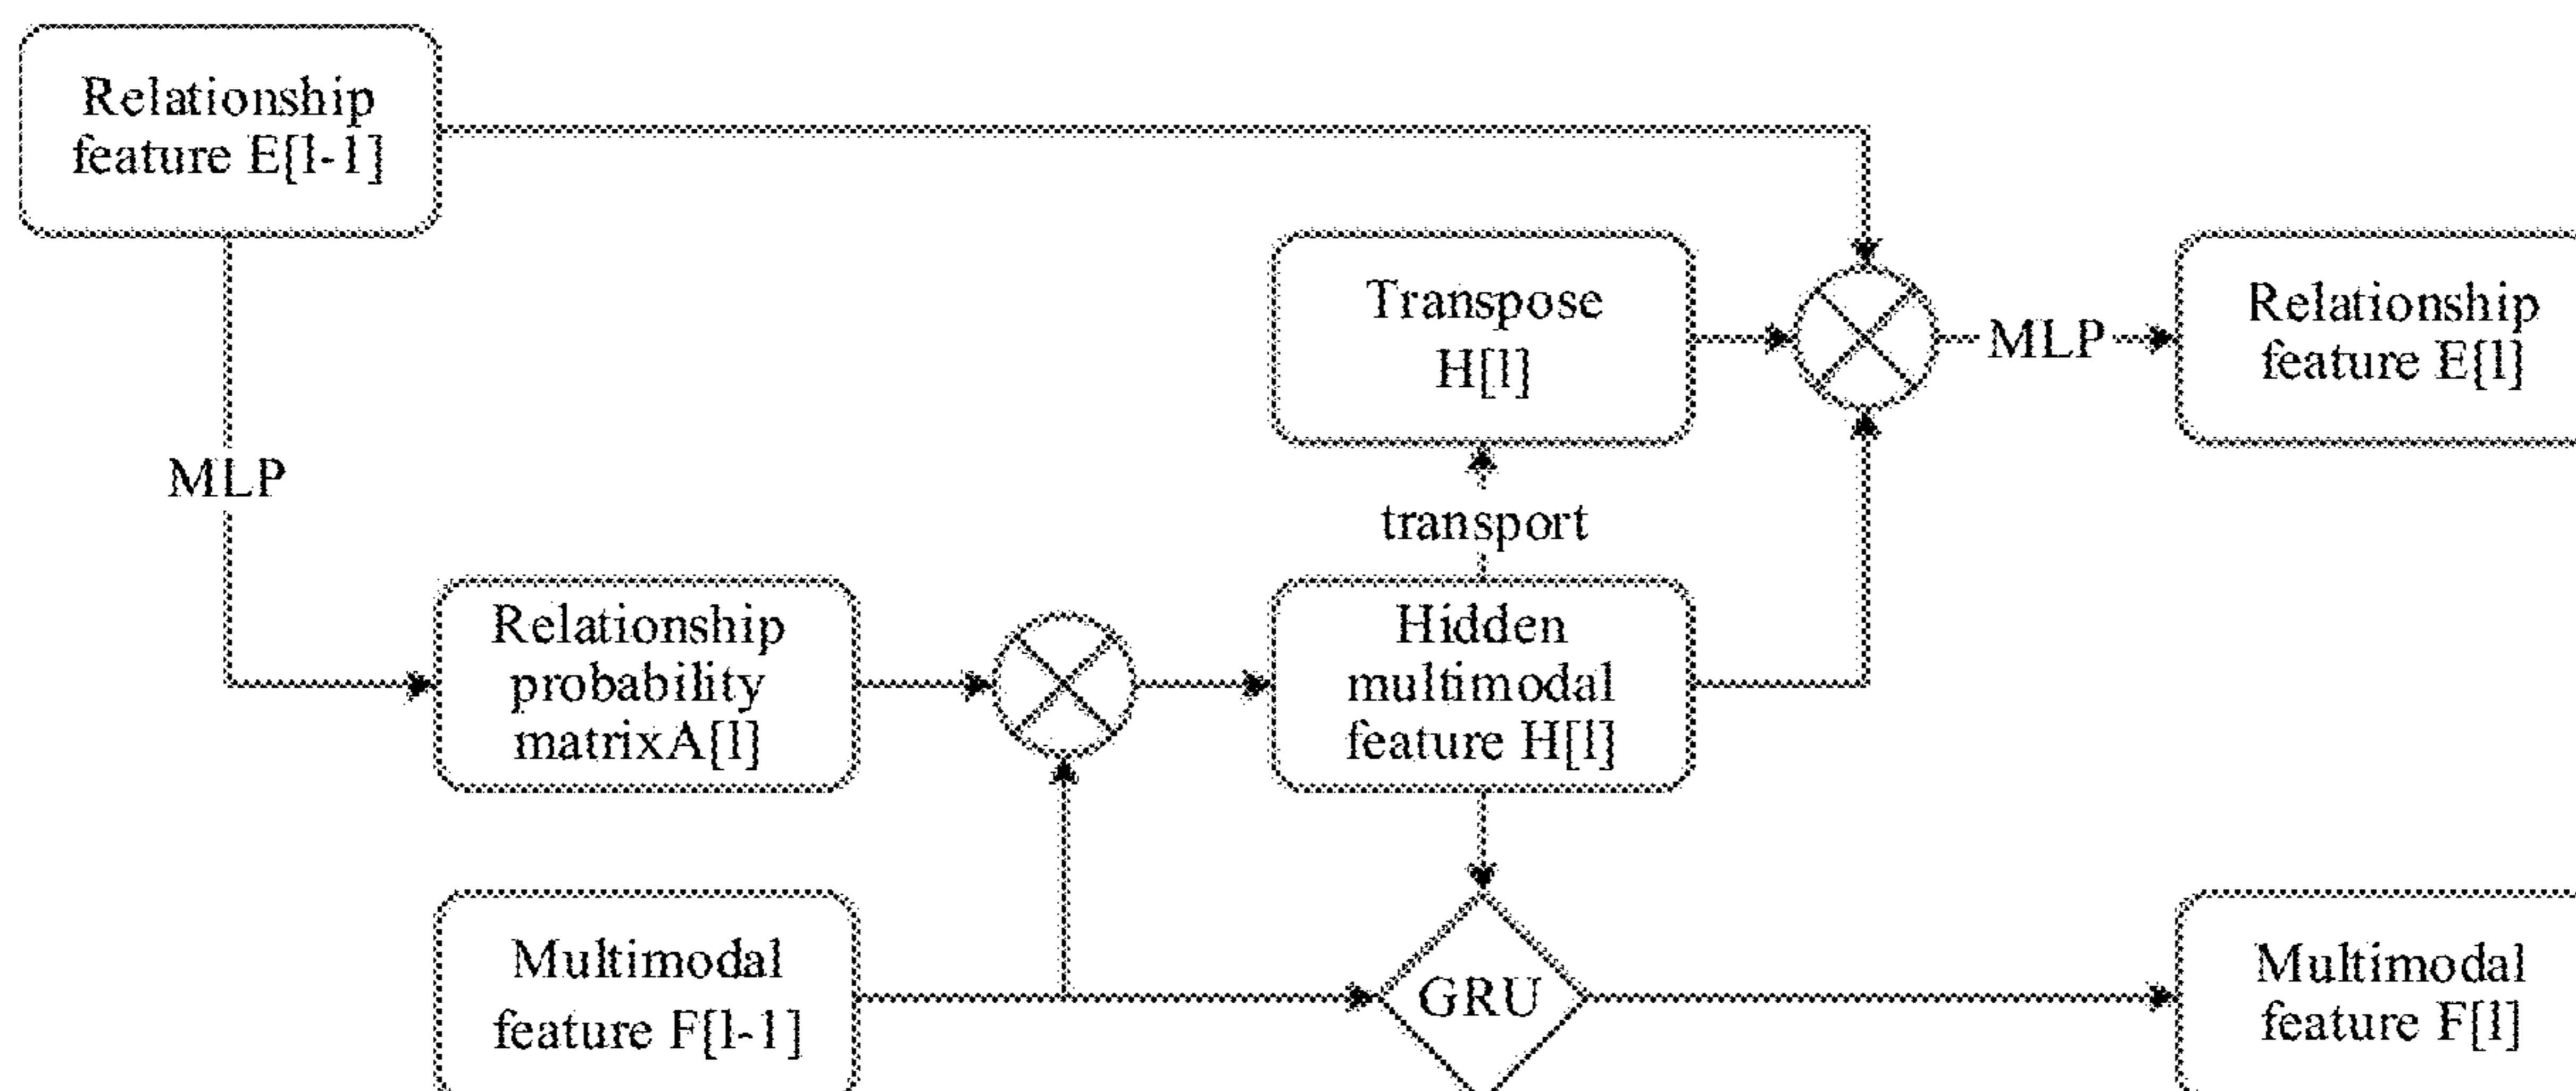 Relationship
feature E[l-1]
Transpose
H[l]
MLP
Relationship
feature E[l]
MLP
transport
Relationship
probability
matrixA[l]
Hidden
multimodal
feature H[l]
Multimodal
feature F[l-1]
GRU
Multimodal
feature F[l]